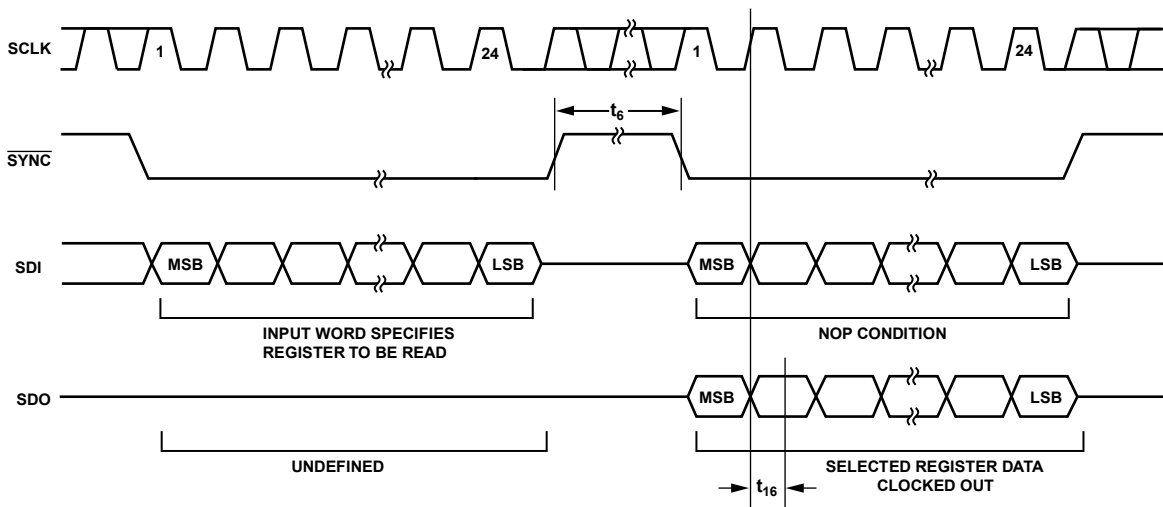 SCLK
1
24
1
24
t6
SYNC
SDI
MSB
LSB
MSB
LSB
INPUT WORD SPECIFIES
REGISTER TO BE READ
NOP CONDITION
SDO
MSB
LSB
UNDEFINED
SELECTED REGISTER DATA
CLOCKED OUT
t16